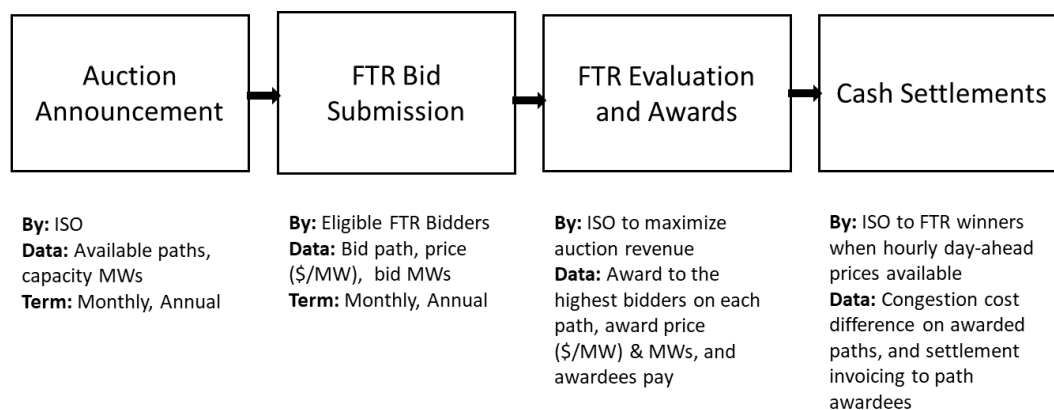 Auction
Announcement
FTR Bid
Submission
FTR Evaluation
and Awards
Cash Settlements
By: ISO
Data: Available paths,
capacity MWs
Term: Monthly, Annual
By: Eligible FTR Bidders
Data: Bid path, price
($/MW), bid MWs
Term: Monthly, Annual
By: ISO to maximize
auction revenue
Data: Award to the
highest bidders on each
path, award price
($/MW) & MWs, and
awardees pay
By: ISO to FTR winners
when hourly day-ahead
prices available
Data: Congestion cost
difference on awarded
paths, and settlement
invoicing to path
awardees